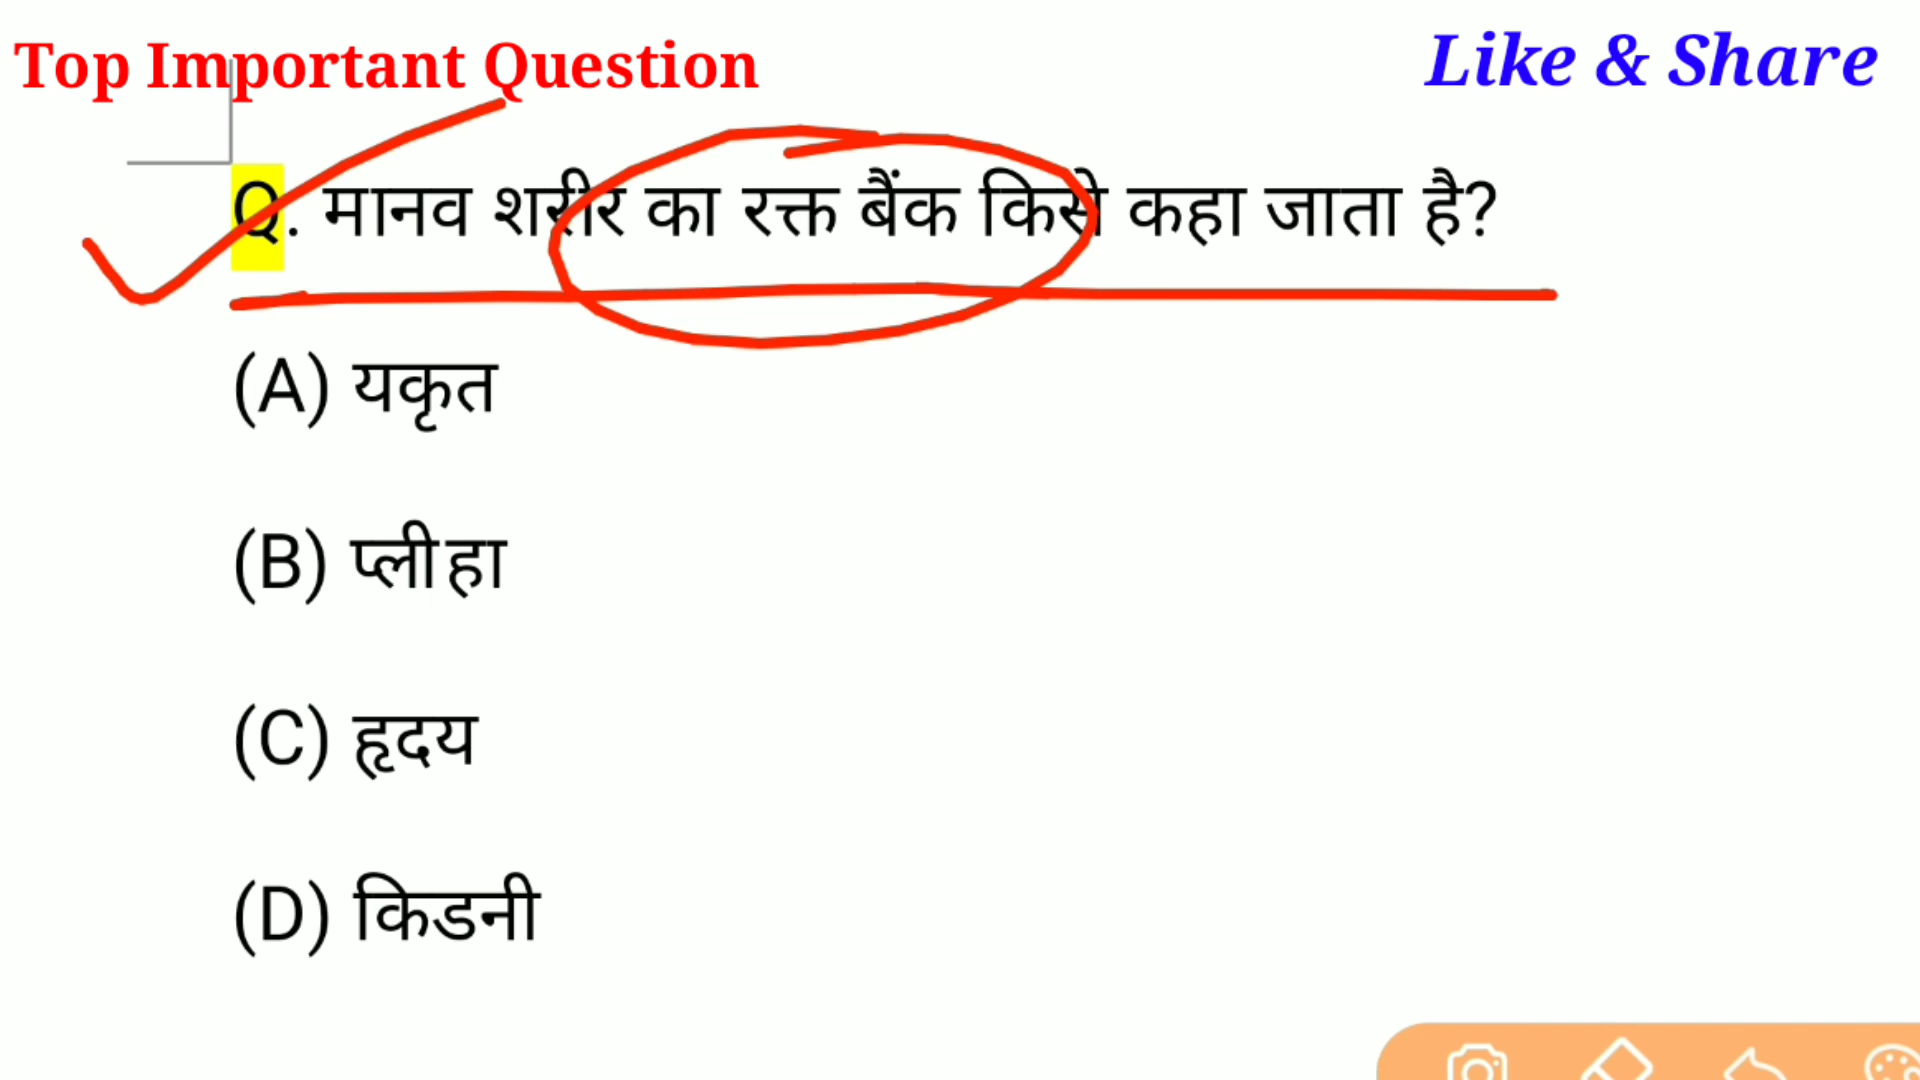 Top Important Question
Like & Share
Q. मानव शरीर का रक्त बैंक किसे कहा जाता है?
(A) यकृत
(B) प्लीहा
(C) हृदय
(D) किडनी